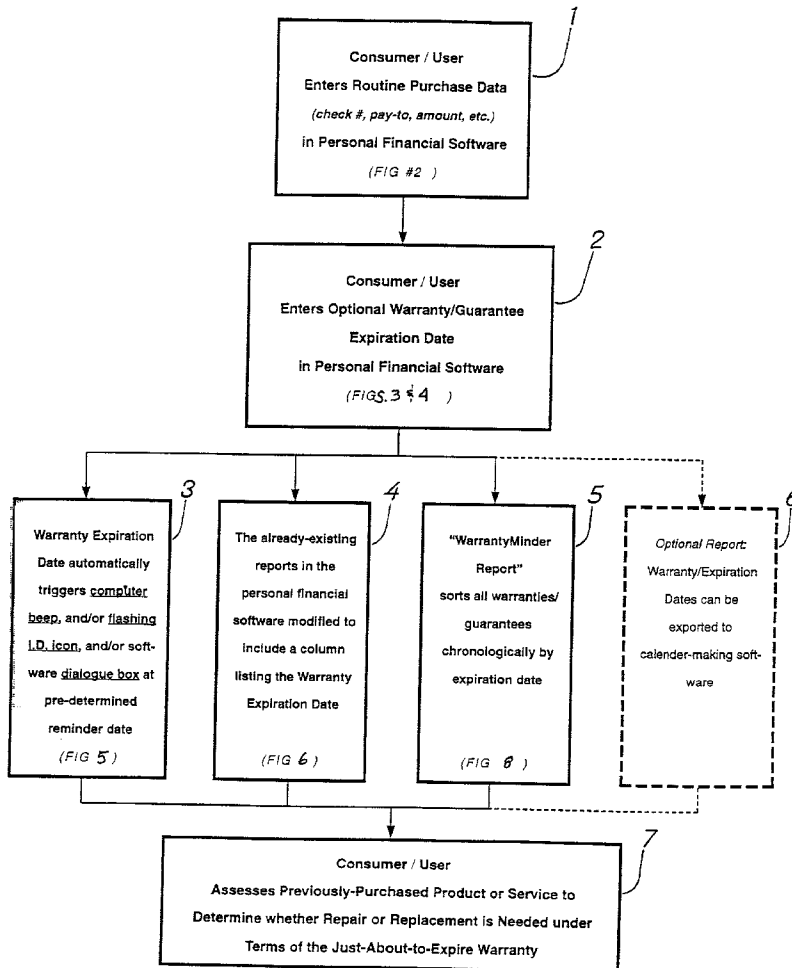 1
Consumer / User
Enters Routine Purchase Data
(check #, pay-to, amount, etc.)
in Personal Financial Software
(FIG #2 )
2
Consumer / User
Enters Optional Warranty/Guarantee
Expiration Date
in Personal Financial Software
(FIGS. 3 & 4 )
3
Warranty Expiration
Date automatically
triggers computer
beep, and/or flashing
I.D. icon, and/or soft-
ware dialogue box at
pre-determined
reminder date
(FIG 5 )
4
The already-existing
reports in the
personal financial
software modified to
include a column
listing the Warranty
Expiration Date
(FIG 6 )
5
"WarrantyMinder
Report"
sorts all warranties/
guarantees
chronologically by
expiration date
(FIG 8 )
6
Optional Report:
Warranty/Expiration
Dates can be
exported to
calender-making soft-
ware
7
Consumer / User
Assesses Previously-Purchased Product or Service to
Determine whether Repair or Replacement is Needed under
Terms of the Just-About-to-Expire Warranty